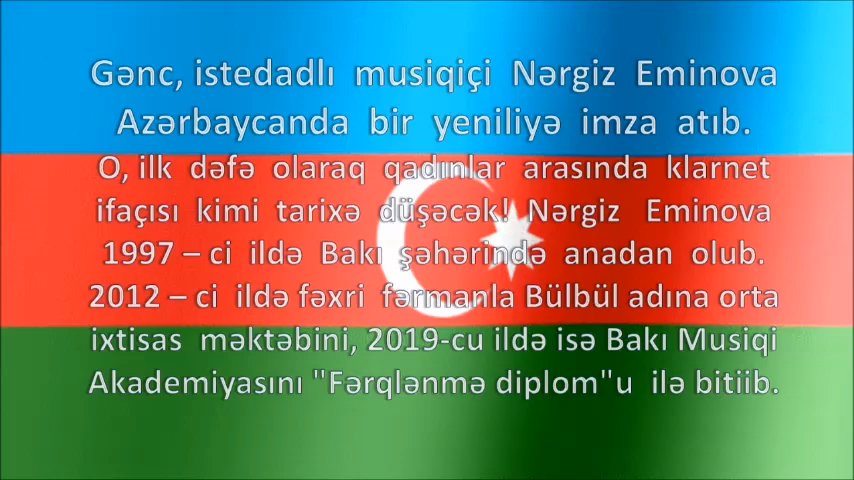 Gənc, istedadlı musiqiçi Nərgiz Eminova
Azərbaycanda bir yeniliyə imza atıb.
O, ilk dəfə olaraq qadınlar arasında klarnet
ifaçısı kimi tarixə düşəcək! Nərgiz Eminova
1997 – ci ildə Bakı şəhərində anadan olub.
2012 – ci ildə fəxri fərmanla Bülbül adına orta
ixtisas məktəbini, 2019-cu ildə isə Bakı Musiqi
Akademiyasını "Fərqlənmə diplom"u ilə bitiib.